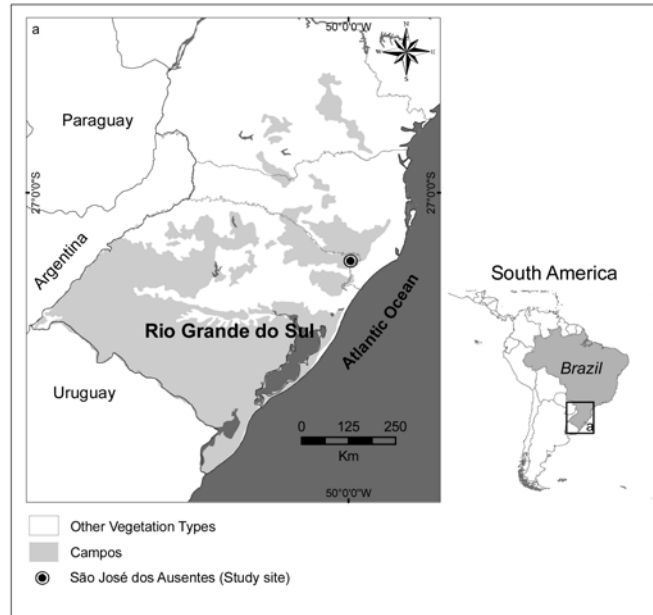 a
50°0'0"W
N
W
E
S
Paraguay
27°0'0"S
27°0'0"S
Argentina
Rio Grande do Sul
Atlantic Ocean
Uruguay
0 125 250
Km
50°0'0"W
South America
Brazil
a
Other Vegetation Types
Campos
São José dos Ausentes (Study site)